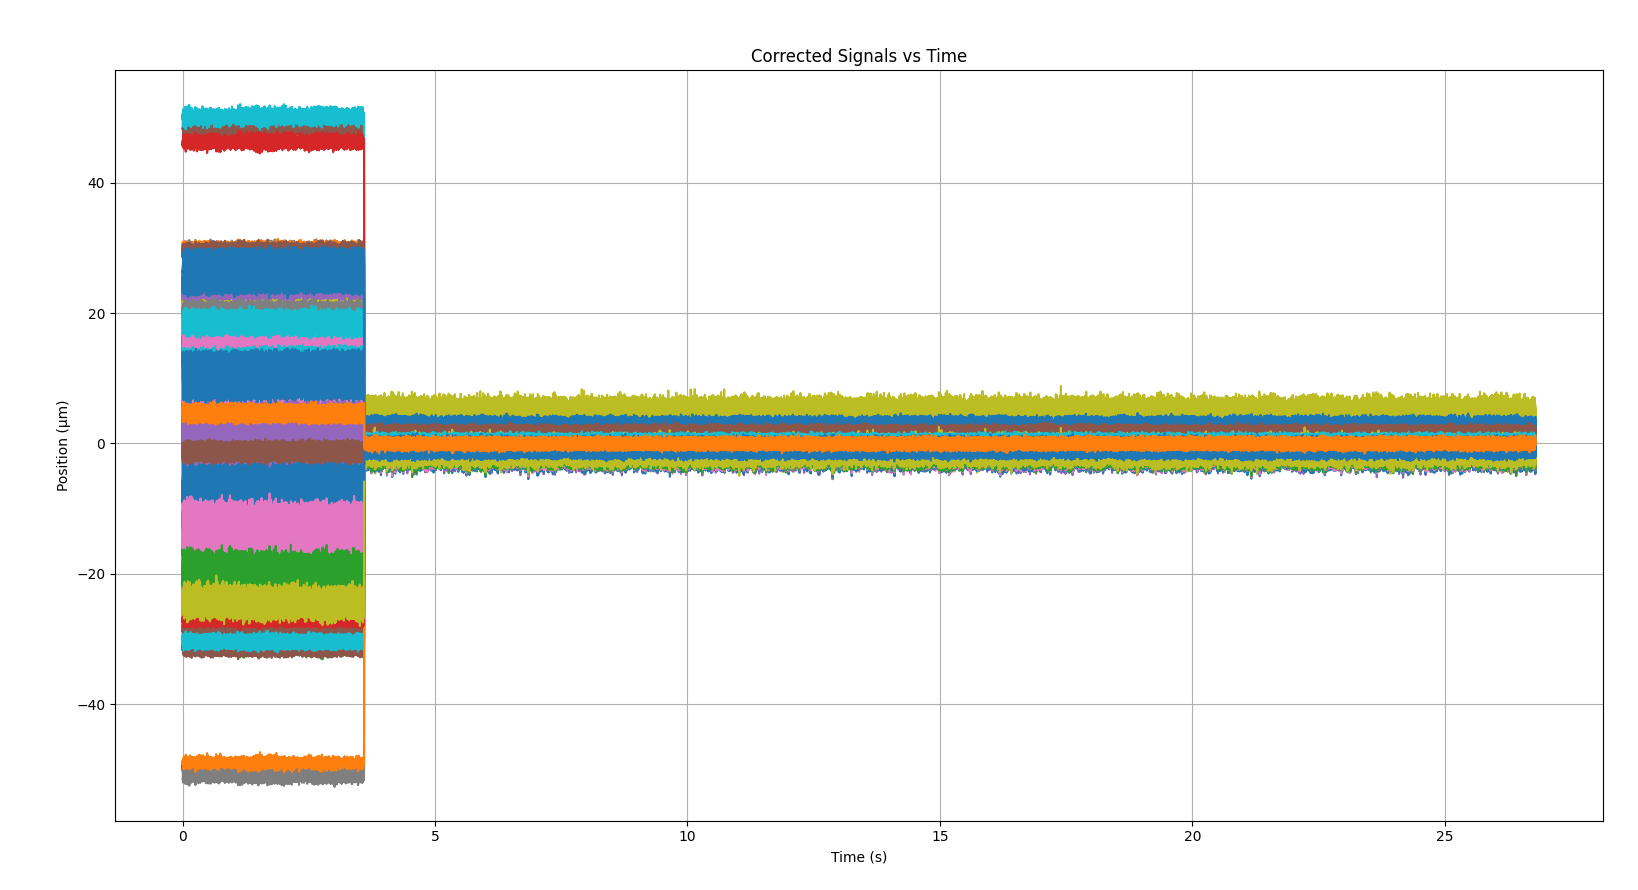 Corrected Signals vs Time
Position (µm)
40
20
0
−20
−40
0 5 10 15 20 25
Time (s)